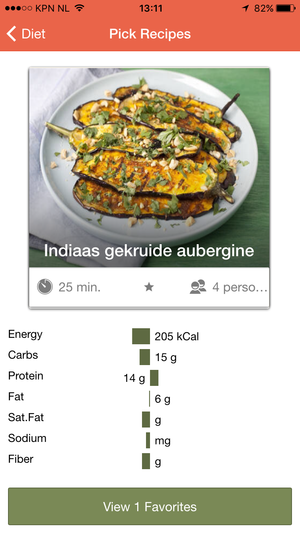 KPN NL 13:11 82%
Diet Pick Recipes
Indiaas gekruide aubergine
25 min. 4 perso...
Energy 205 kCal
Carbs 15 g
Protein 14 g
Fat 6 g
Sat.Fat g
Sodium mg
Fiber g
View 1 Favorites